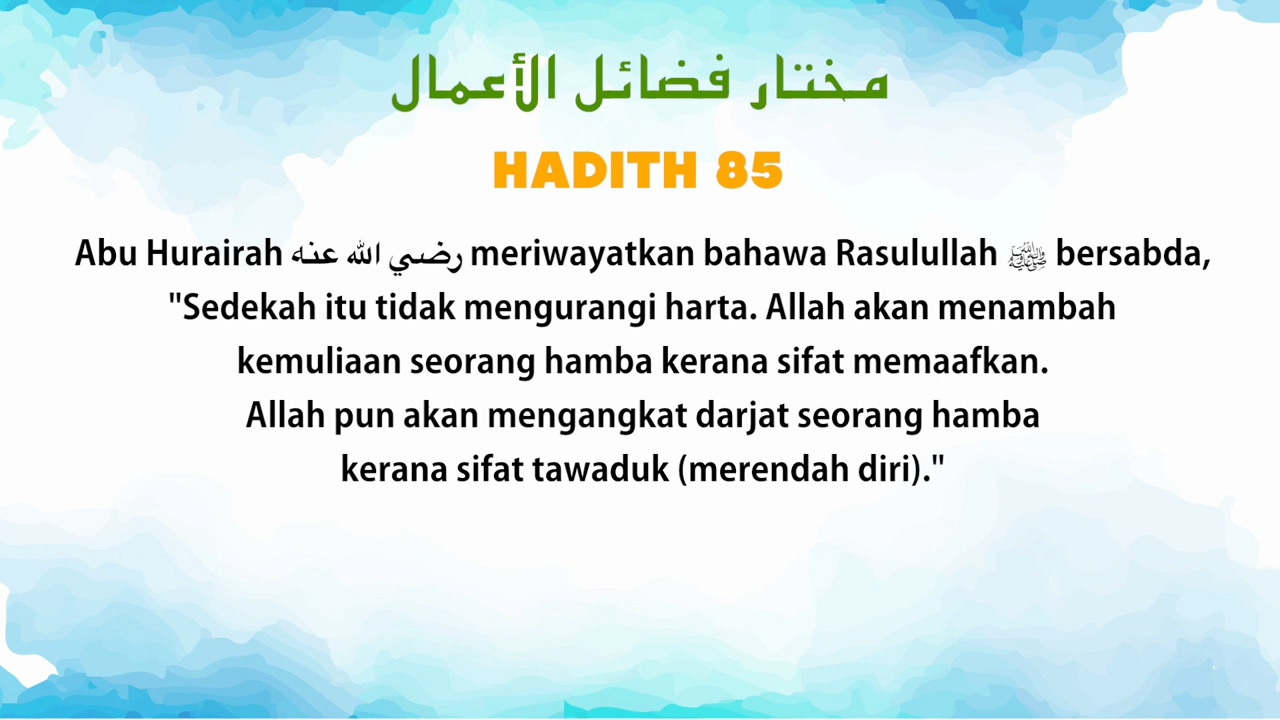 مختار فضائل الأعمال
HADITH 85
Abu Hurairah رضي الله عنه meriwayatkan bahawa Rasulullah ﷺ bersabda,
"Sedekah itu tidak mengurangi harta. Allah akan menambah
kemuliaan seorang hamba kerana sifat memaafkan.
Allah pun akan mengangkat darjat seorang hamba
kerana sifat tawaduk (merendah diri)."